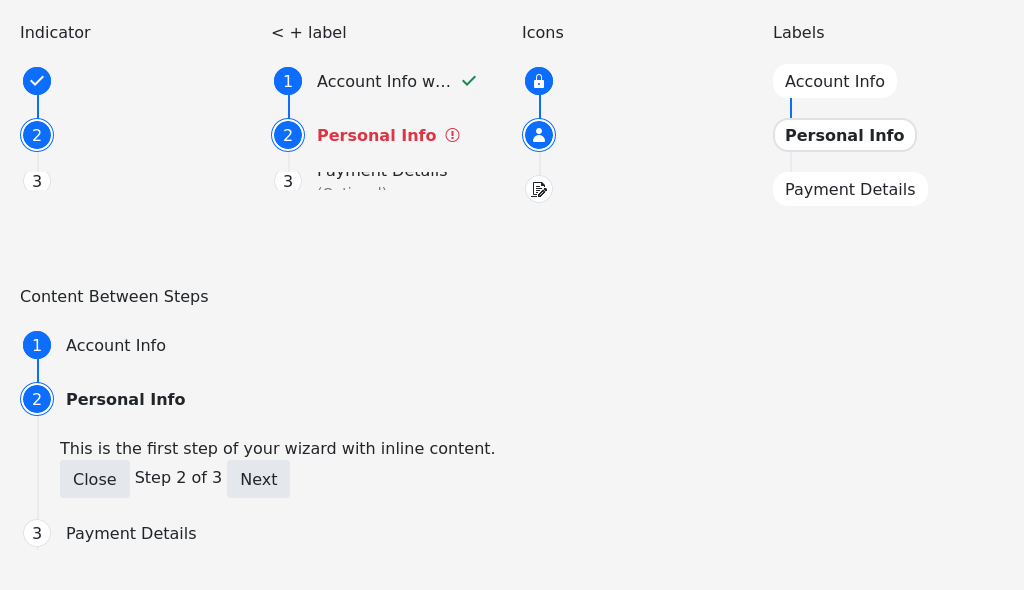 Indicator
2
3
< + label
1 Account Info w...
2 Personal Info
3 Payment Details
(Optional)
Icons
Labels
Account Info
Personal Info
Payment Details
Content Between Steps
1 Account Info
2 Personal Info
This is the first step of your wizard with inline content.
Close Step 2 of 3 Next
3 Payment Details